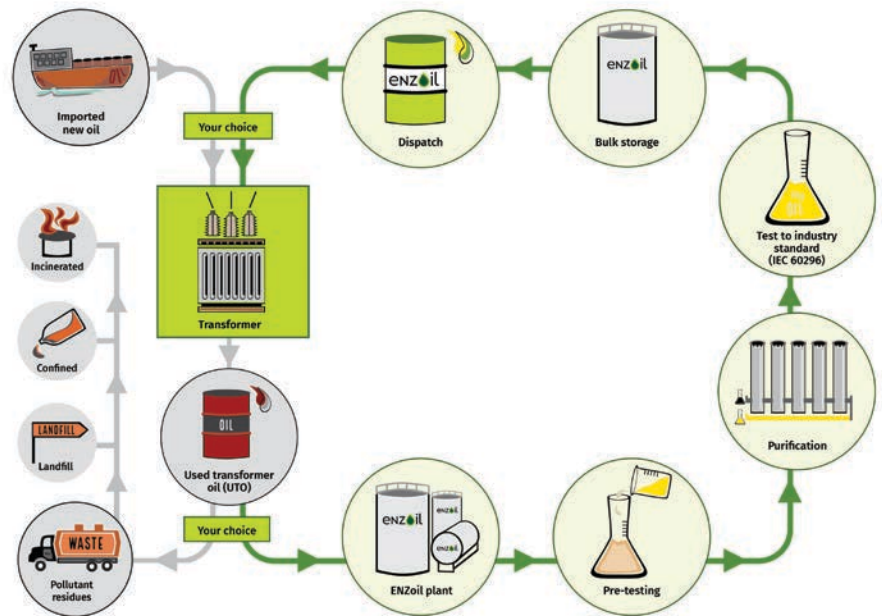 Imported
new oil
Your choice
ENZOIL
Dispatch
ENZOIL
Bulk storage
OIL
Test to industry
standard
(IEC 60296)
Transformer
Incinerated
Confined
LANDFILL
Landfill
OIL
Used transformer
oil (UTO)
Your choice
WASTE
Pollutant
residues
ENZOIL
ENZOIL
ENZOIL
ENZoil plant
Pre-testing
Purification